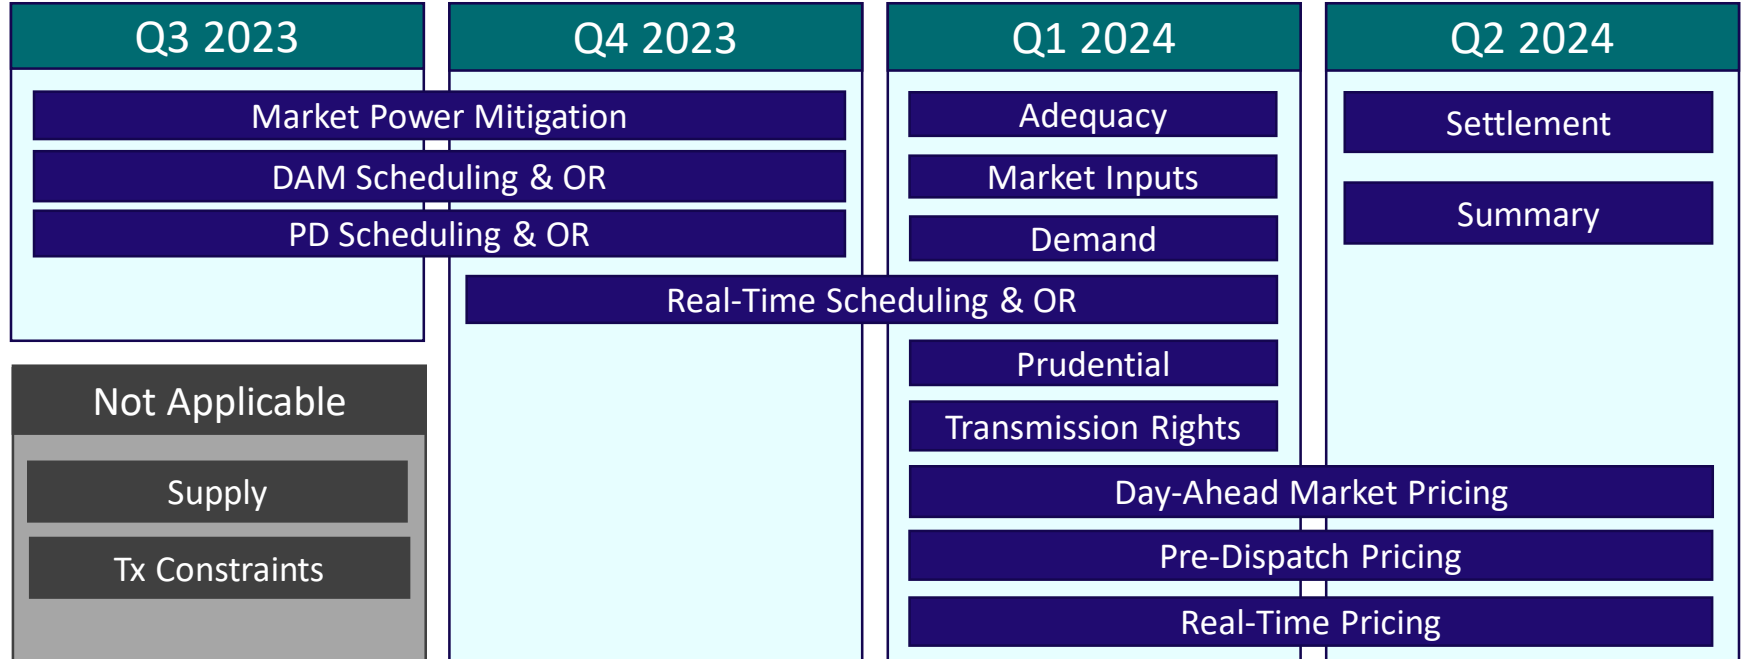 Q3 2023
Q4 2023
Q1 2024
Q2 2024
Market Power Mitigation
DAM Scheduling & OR
PD Scheduling & OR
Real-Time Scheduling & OR
Adequacy
Market Inputs
Demand
Prudential
Transmission Rights
Day-Ahead Market Pricing
Pre-Dispatch Pricing
Real-Time Pricing
Settlement
Summary
Not Applicable
Supply
Tx Constraints